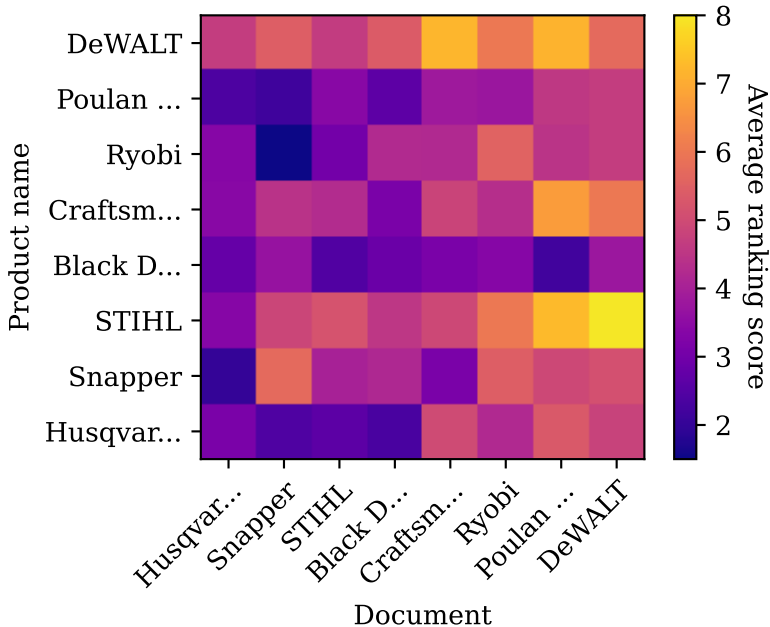 DeWALT
Poulan ...
Ryobi
Craftsm...
Black D...
STIHL
Snapper
Husqvar...
Product name
Husqvar...
Snapper
STIHL
Black D...
Craftsm...
Ryobi
Poulan ...
DeWALT
Document
8
7
6
5
4
3
2
Average ranking score